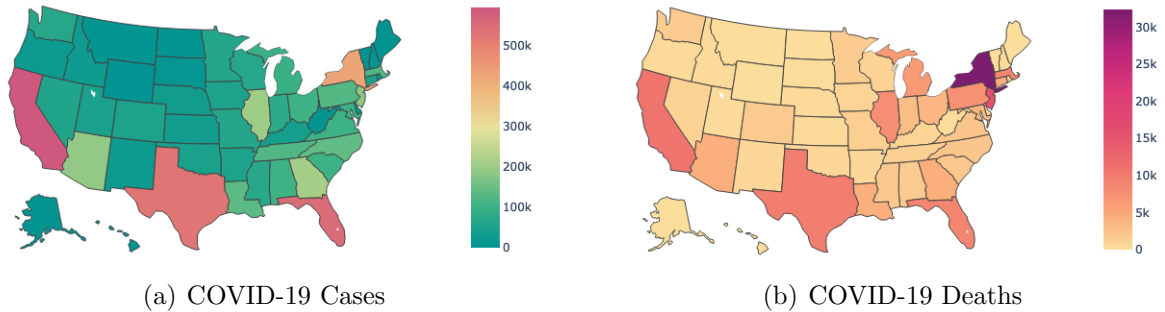 500k
400k
300k
200k
100k
0
30k
25k
20k
15k
10k
5k
0
(a) COVID-19 Cases
(b) COVID-19 Deaths